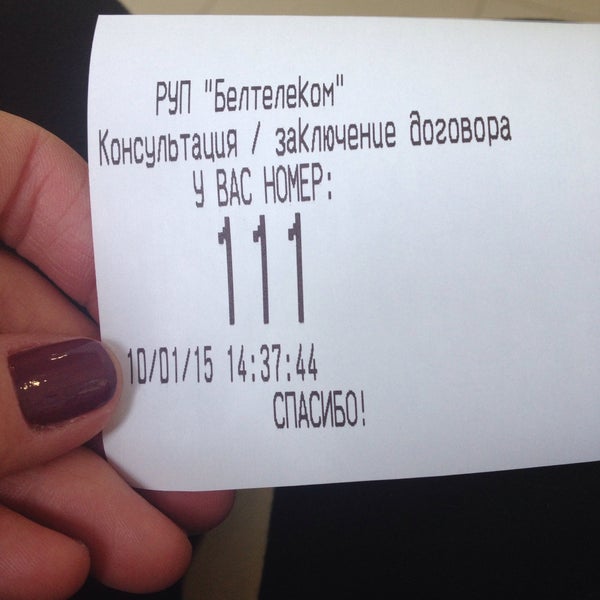 РУП "Белтелеком"
Консультация / заключение договора
У ВАС НОМЕР:
111
10/01/15 14:37:44
СПАСИБО!